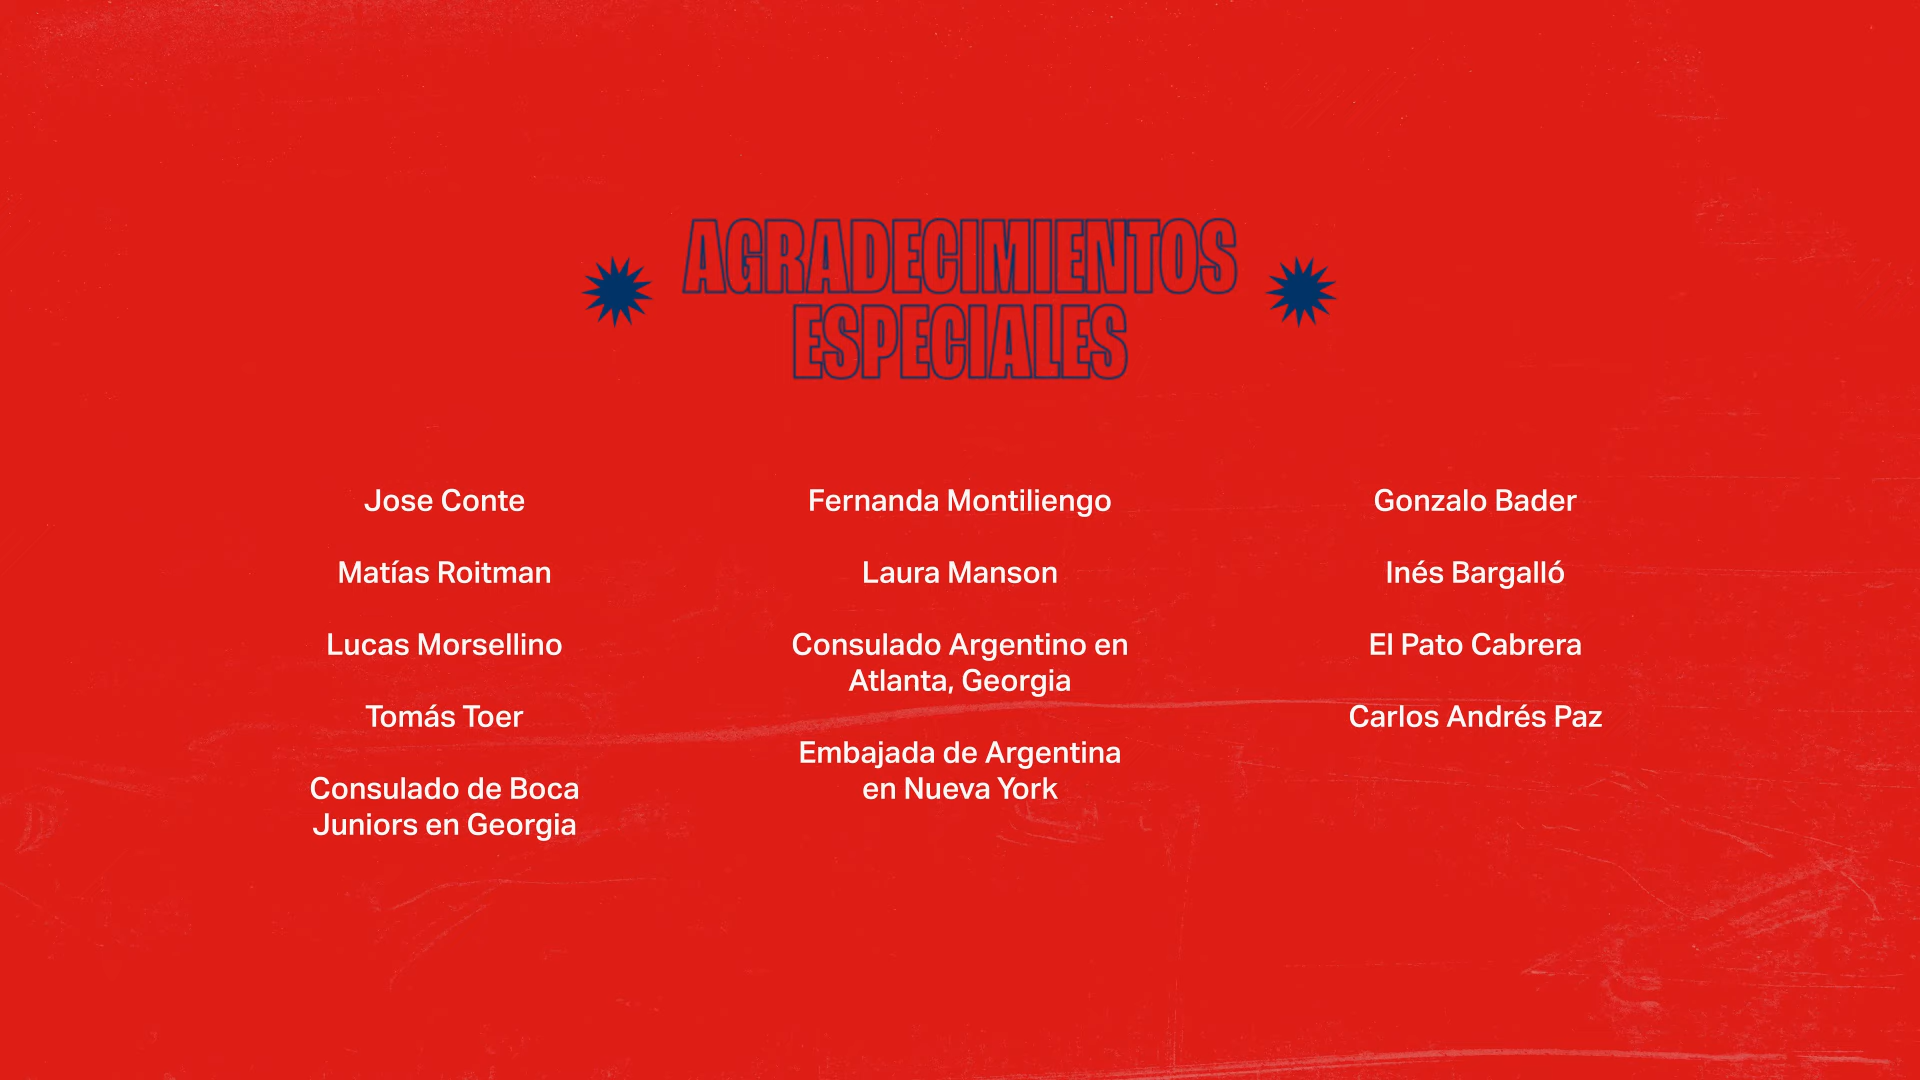 AGRADECIMIENTOS
ESPECIALES
Jose Conte
Matías Roitman
Lucas Morsellino
Tomás Toer
Consulado de Boca
Juniors en Georgia
Fernanda Montiliengo
Laura Manson
Consulado Argentino en
Atlanta, Georgia
Embajada de Argentina
en Nueva York
Gonzalo Bader
Inés Bargalló
El Pato Cabrera
Carlos Andrés Paz